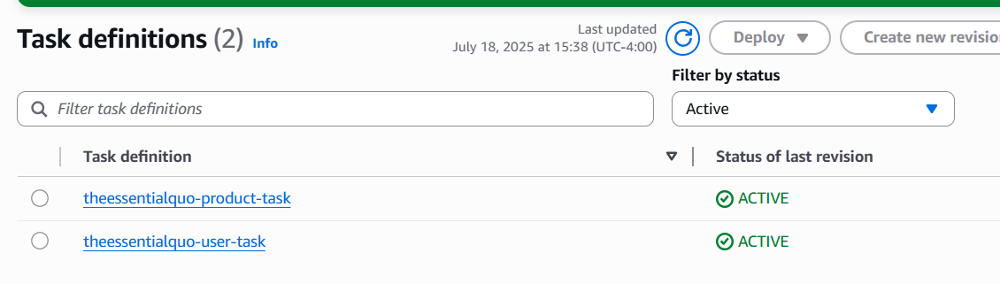 Task definitions (2) Info
Last updated
July 18, 2025 at 15:38 (UTC-4:00)
Deploy
Create new revisio
Filter by status
Filter task definitions
Active
Task definition
Status of last revision
theessentialquo-product-task
ACTIVE
theessentialquo-user-task
ACTIVE